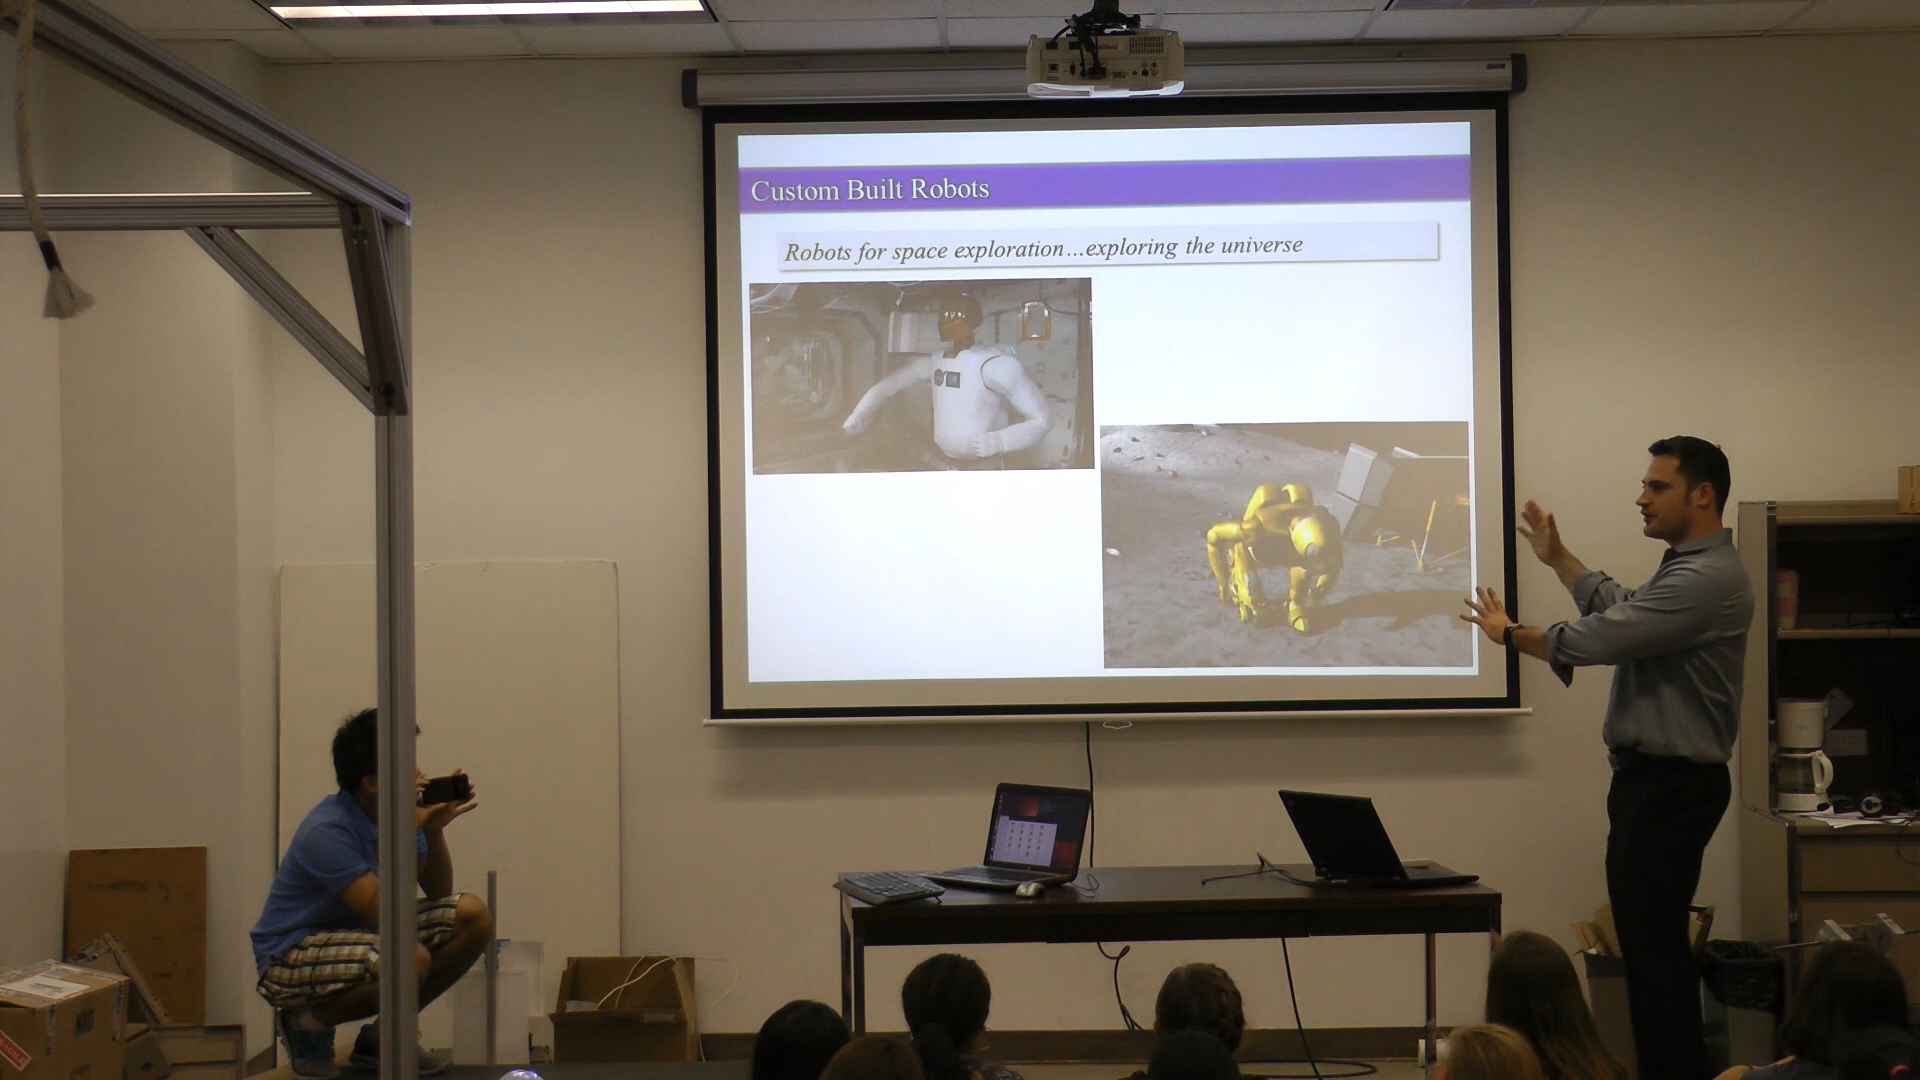 Custom Built Robots
Robots for space exploration...exploring the universe